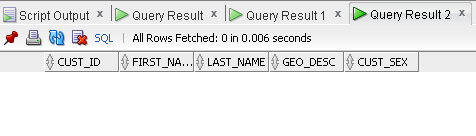 Script Output Query Result Query Result 1 Query Result 2
SQL All Rows Fetched: 0 in 0.006 seconds
CUST_ID FIRST_NA... LAST_NAME GEO_DESC CUST_SEX